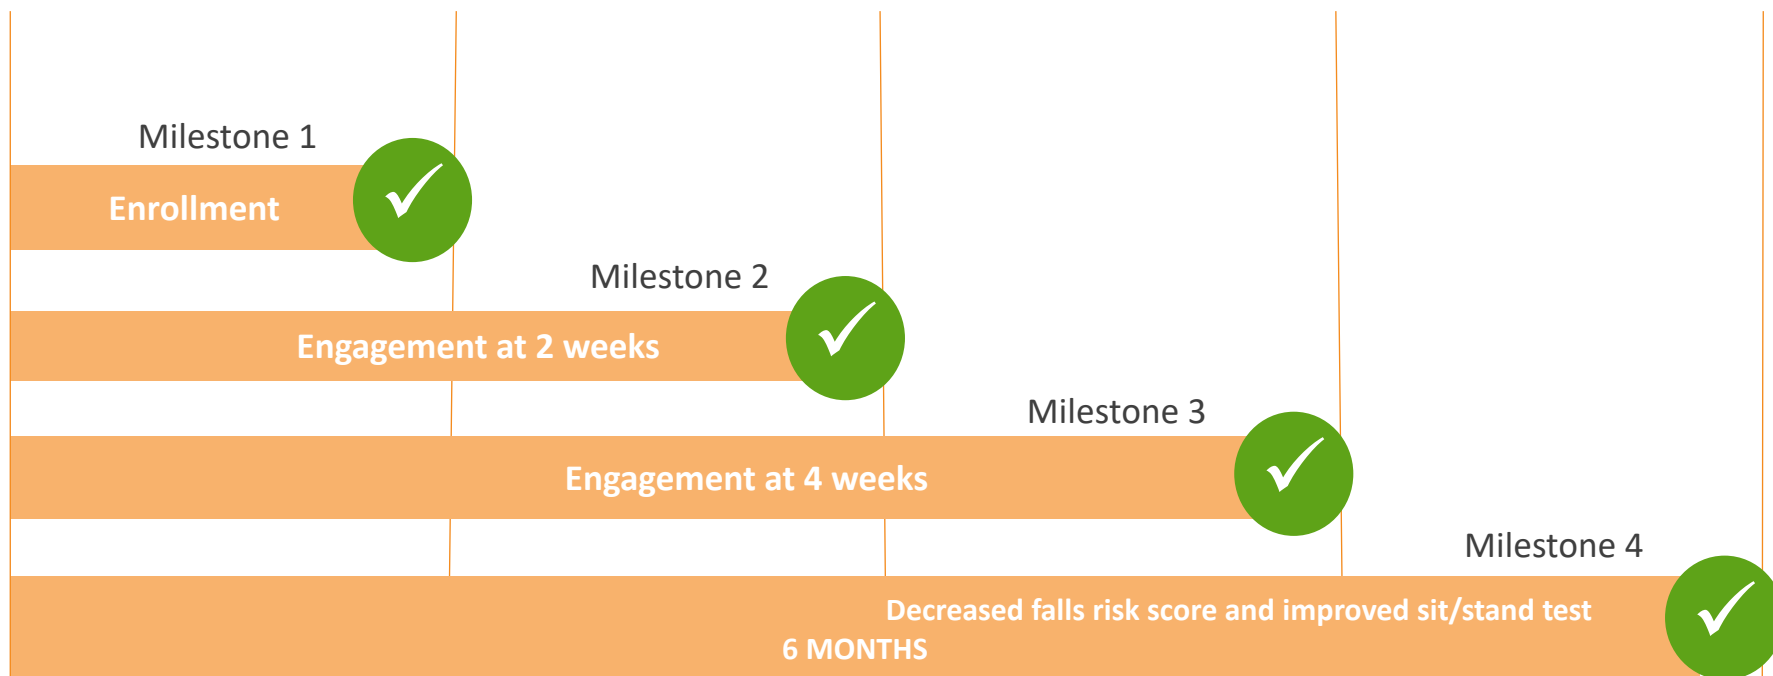 Milestone 1
Enrollment
Milestone 2
Engagement at 2 weeks
Milestone 3
Engagement at 4 weeks
Milestone 4
Decreased falls risk score and improved sit/stand test
6 MONTHS